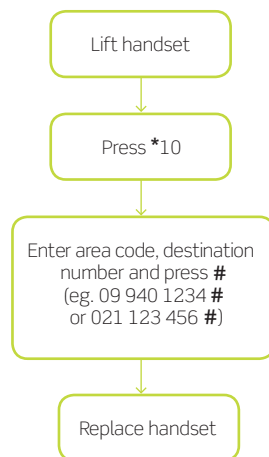 Lift handset
Press *10
Enter area code, destination
number and press #
(eg. 09 940 1234 #
or 021 123 456 #)
Replace handset